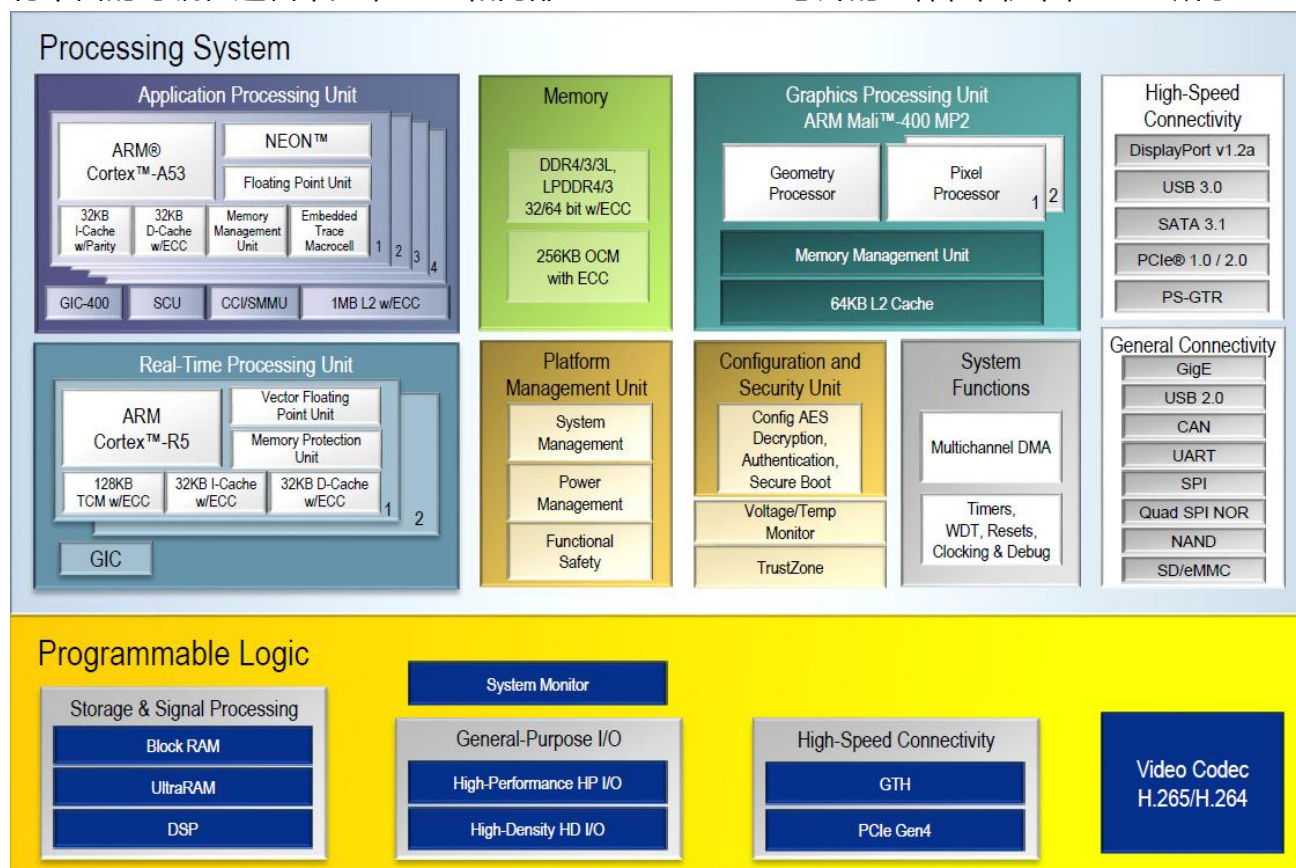 Processing System
Application Processing Unit
ARM®
Cortex™-A53
NEON™
Floating Point Unit
32KB
I-Cache
w/Parity
32KB
D-Cache
w/ECC
Memory
Management
Unit
Embedded
Trace
Macrocell
1
2
3
4
GIC-400
SCU
CCI/SMMU
1MB L2 w/ECC
Memory
DDR4/3/3L,
LPDDR4/3
32/64 bit w/ECC
256KB OCM
with ECC
Graphics Processing Unit
ARM Mali™-400 MP2
Geometry
Processor
Pixel
Processor
1
2
Memory Management Unit
64KB L2 Cache
High-Speed
Connectivity
DisplayPort v1.2a
USB 3.0
SATA 3.1
PCIe® 1.0 / 2.0
PS-GTR
Real-Time Processing Unit
ARM
Cortex™-R5
Vector Floating
Point Unit
Memory Protection
Unit
128KB
TCM w/ECC
32KB I-Cache
w/ECC
32KB D-Cache
w/ECC
1
2
GIC
Platform
Management Unit
System
Management
Power
Management
Functional
Safety
Configuration and
Security Unit
Config AES
Decryption,
Authentication,
Secure Boot
Voltage/Temp
Monitor
TrustZone
System
Functions
Multichannel DMA
Timers,
WDT, Resets,
Clocking & Debug
General Connectivity
GigE
USB 2.0
CAN
UART
SPI
Quad SPI NOR
NAND
SD/eMMC
Programmable Logic
Storage & Signal Processing
Block RAM
UltraRAM
DSP
System Monitor
General-Purpose I/O
High-Performance HP I/O
High-Density HD I/O
High-Speed Connectivity
GTH
PCIe Gen4
Video Codec
H.265/H.264